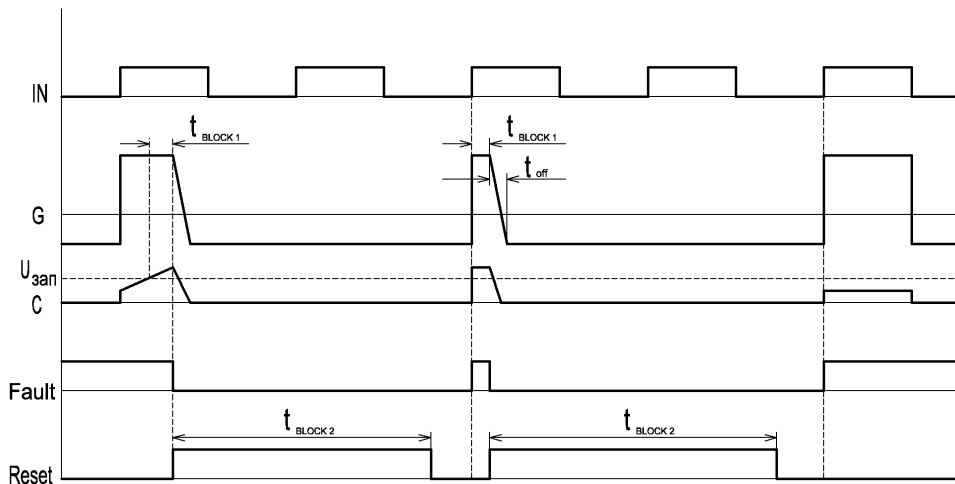 IN
t BLOCK 1
t BLOCK 1
t off
G
Uзап
C
Fault
t BLOCK 2
t BLOCK 2
Reset